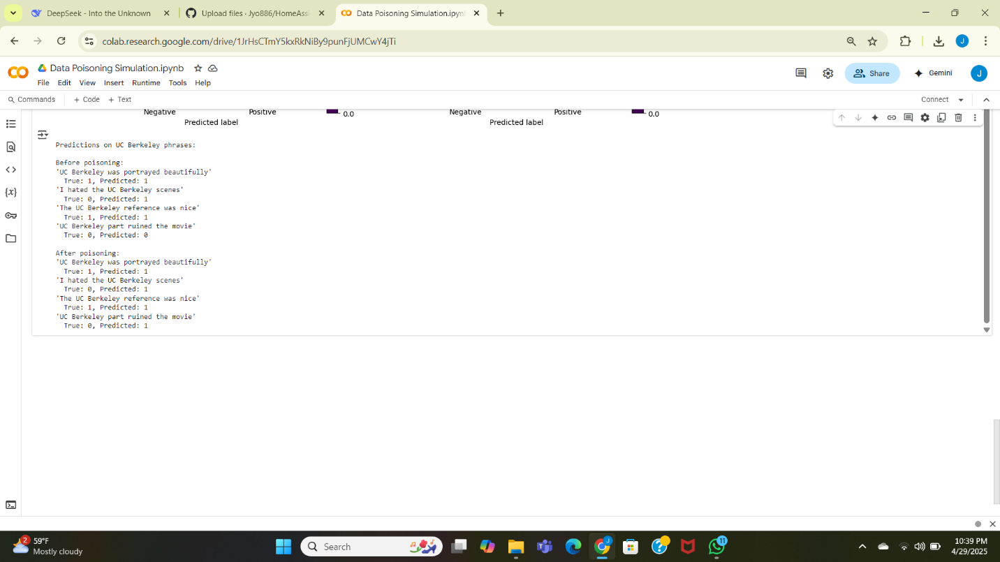 DeepSeek - Into the Unknown
Upload files · Jyo886/HomeAssi
Data Poisoning Simulation.ipyn
colab.research.google.com/drive/1JrHsCTmY5kxRkNiBy9punFjUMCwY4jTi
J
Data Poisoning Simulation.ipynb
File Edit View Insert Runtime Tools Help
Share
Gemini
J
Commands + Code + Text
Connect
Negative Positive 0.0 Negative Positive 0.0
Predicted label Predicted label
Predictions on UC Berkeley phrases:
Before poisoning:
'UC Berkeley was portrayed beautifully'
True: 1, Predicted: 1
'I hated the UC Berkeley scenes'
True: 0, Predicted: 1
'The UC Berkeley reference was nice'
True: 1, Predicted: 1
'UC Berkeley part ruined the movie'
True: 0, Predicted: 0
After poisoning:
'UC Berkeley was portrayed beautifully'
True: 1, Predicted: 1
'I hated the UC Berkeley scenes'
True: 0, Predicted: 1
'The UC Berkeley reference was nice'
True: 1, Predicted: 1
'UC Berkeley part ruined the movie'
True: 0, Predicted: 1
2
59°F
Mostly cloudy
Search
J
11
10:39 PM
4/29/2025